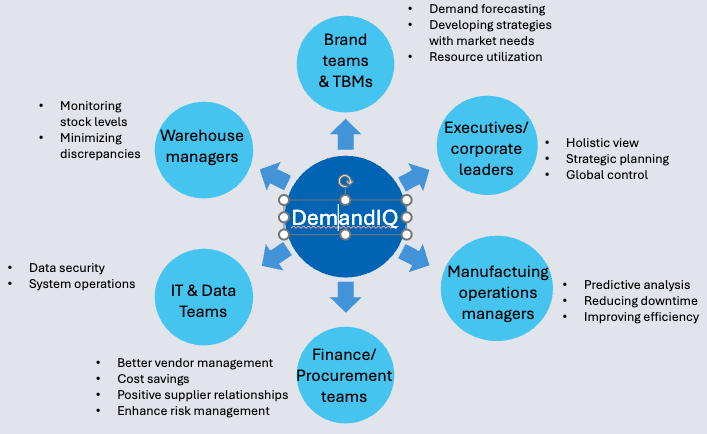 Brand
teams
& TBMs
• Demand forecasting
• Developing strategies
with market needs
• Resource utilization
Executives/
corporate
leaders
• Holistic view
• Strategic planning
• Global control
Manufactuing
operations
managers
• Predictive analysis
• Reducing downtime
• Improving efficiency
Finance/
Procurement
teams
• Better vendor management
• Cost savings
• Positive supplier relationships
• Enhance risk management
IT & Data
Teams
• Data security
• System operations
Warehouse
managers
• Monitoring
stock levels
• Minimizing
discrepancies
DemandIQ